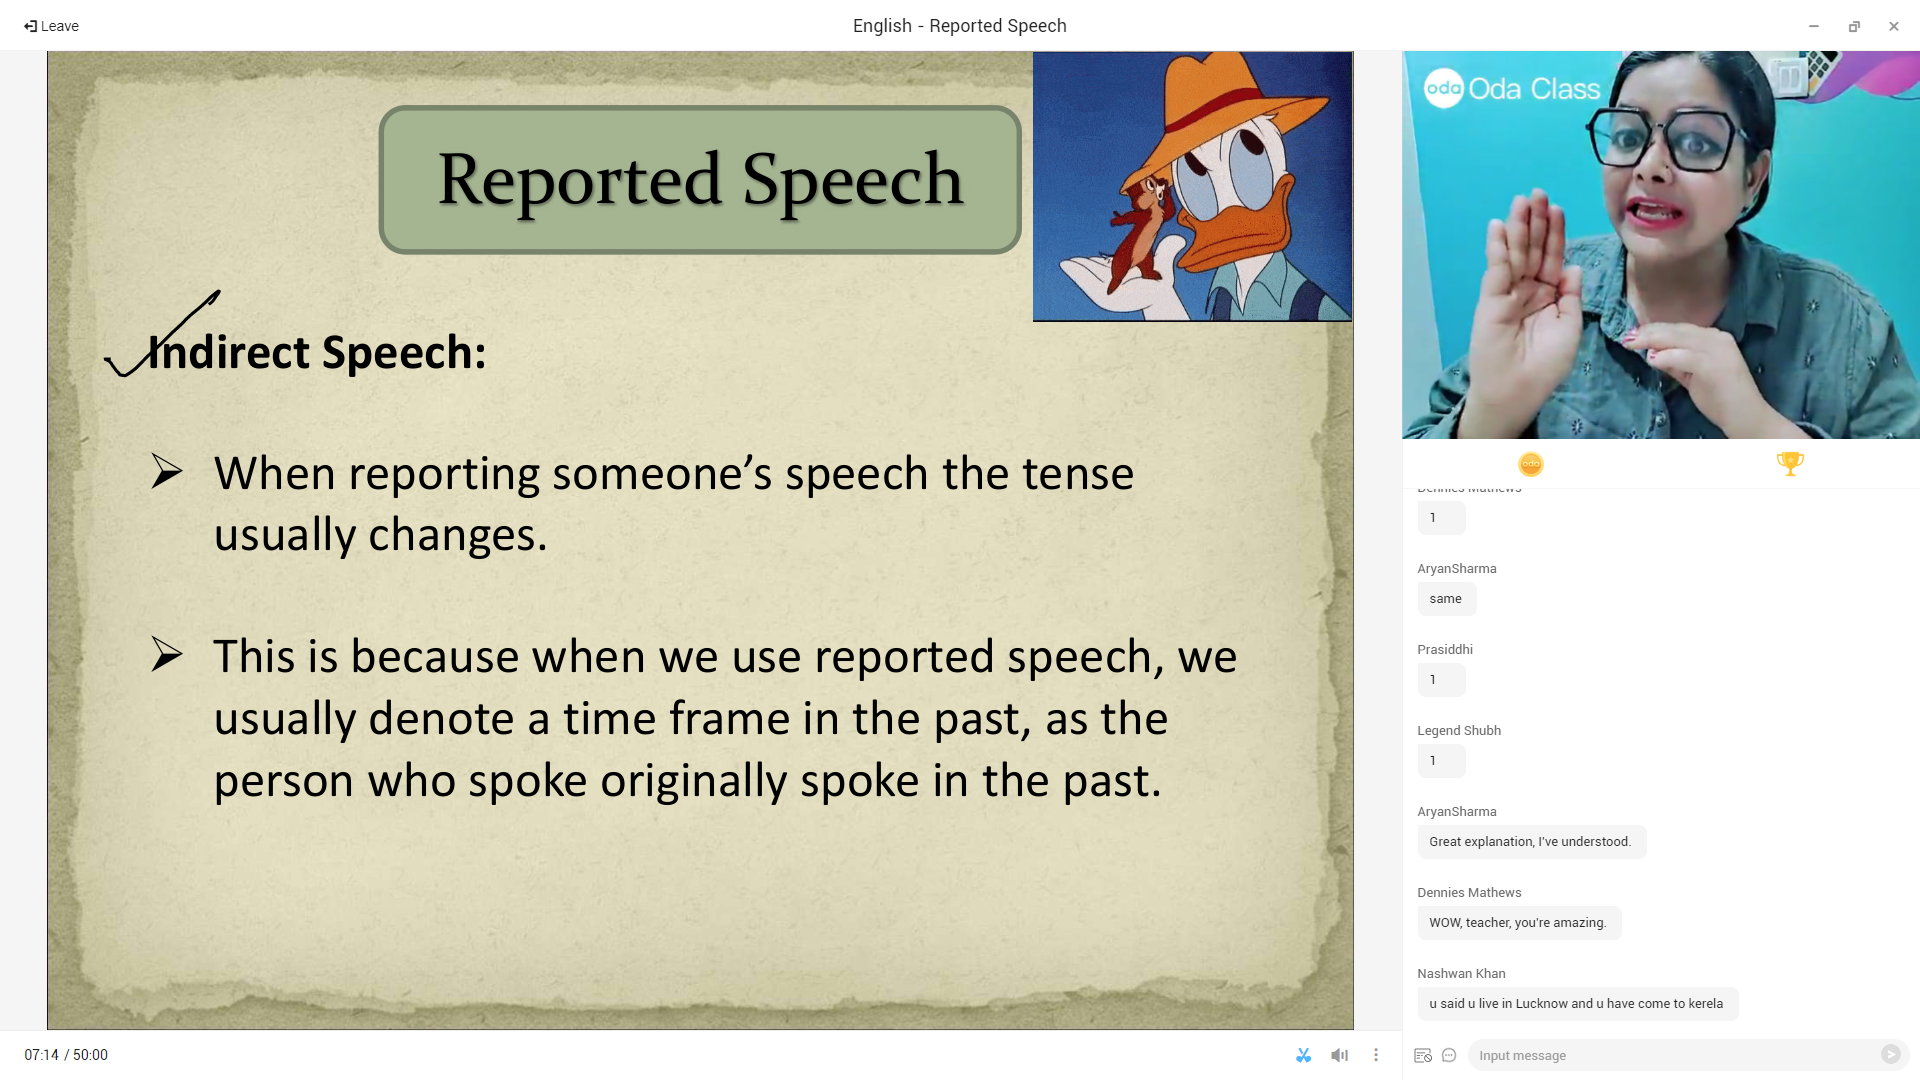 Leave
English - Reported Speech
oda Oda Class
Reported Speech
Indirect Speech:
When reporting someone’s speech the tense
usually changes.
This is because when we use reported speech, we
usually denote a time frame in the past, as the
person who spoke originally spoke in the past.
oda
Dennies Mathews
1
AryanSharma
same
Prasiddhi
1
Legend Shubh
1
AryanSharma
Great explanation, I've understood.
Dennies Mathews
WOW, teacher, you're amazing.
Nashwan Khan
u said u live in Lucknow and u have come to kerela
07:14 / 50:00
Input message